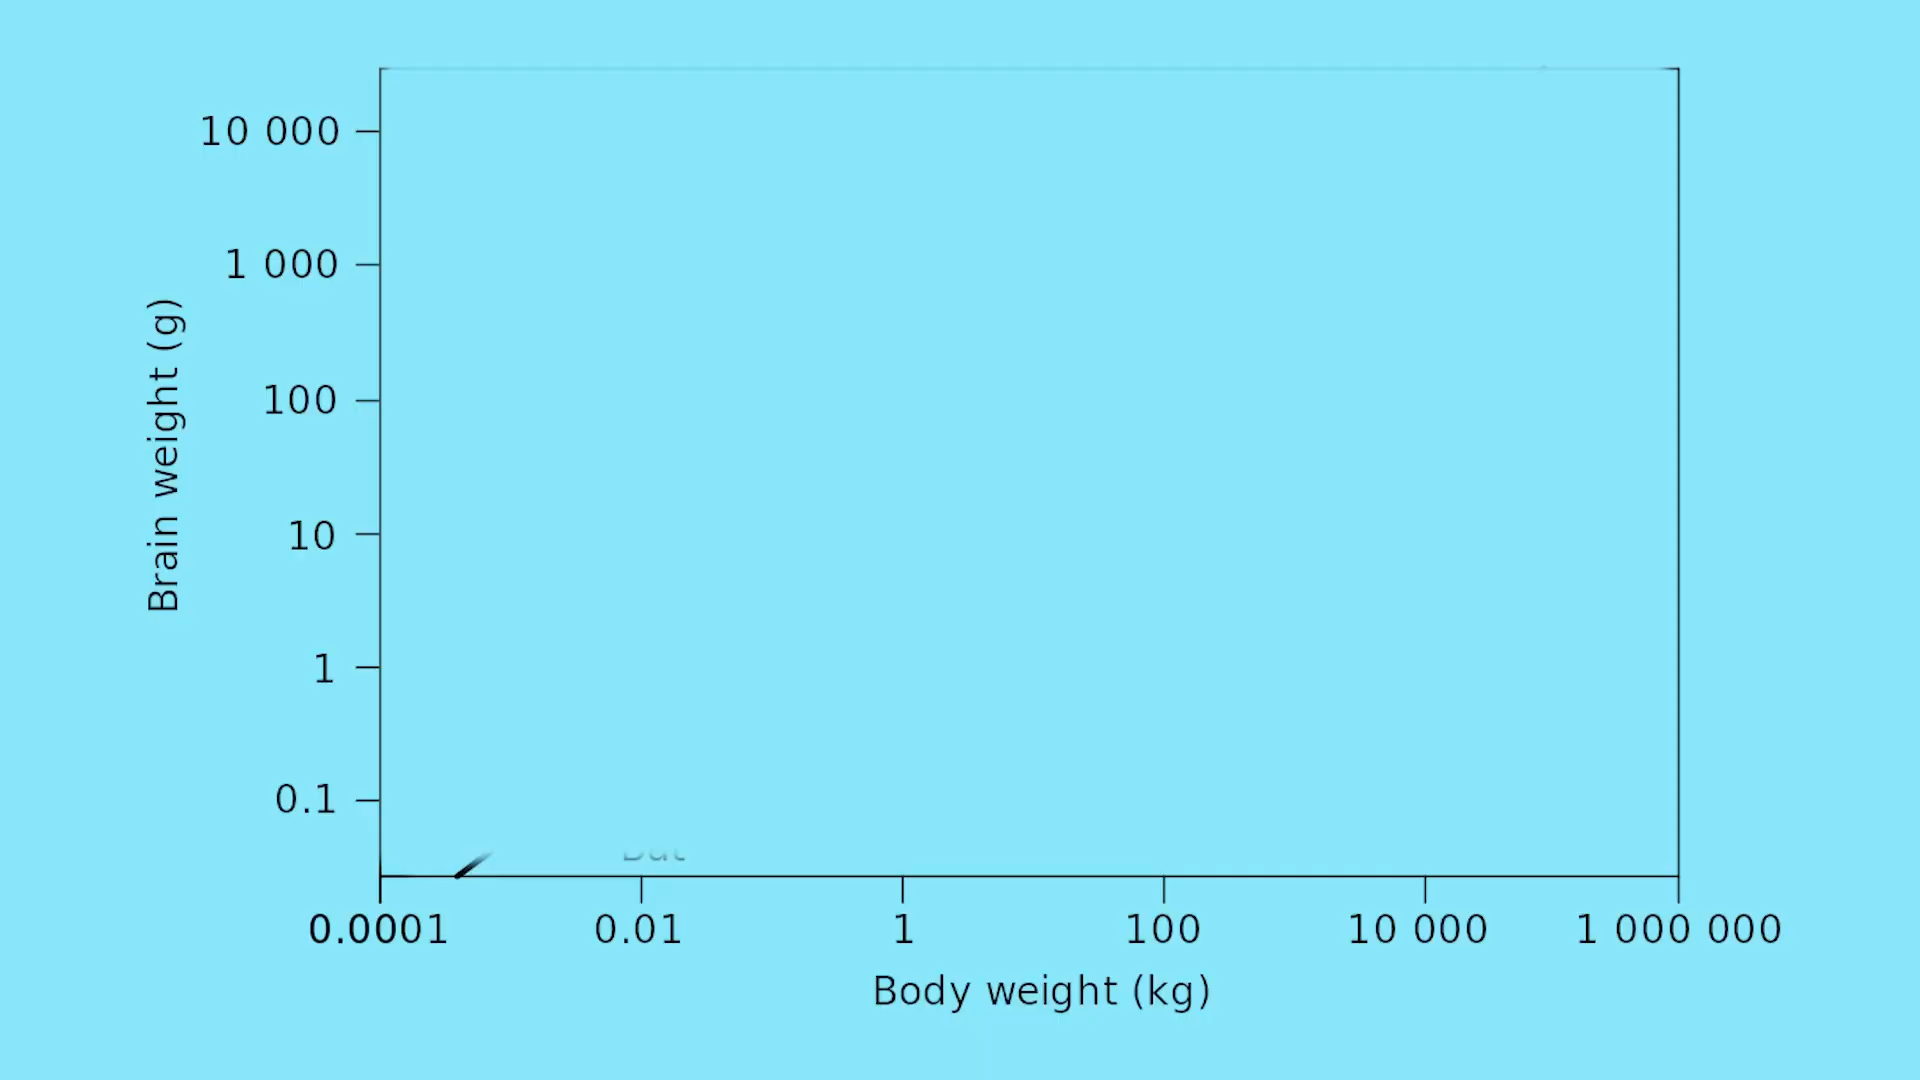 10 000
1 000
100
10
1
0.1
Brain weight (g)
0.0001 0.01 1 100 10 000 1 000 000
Body weight (kg)